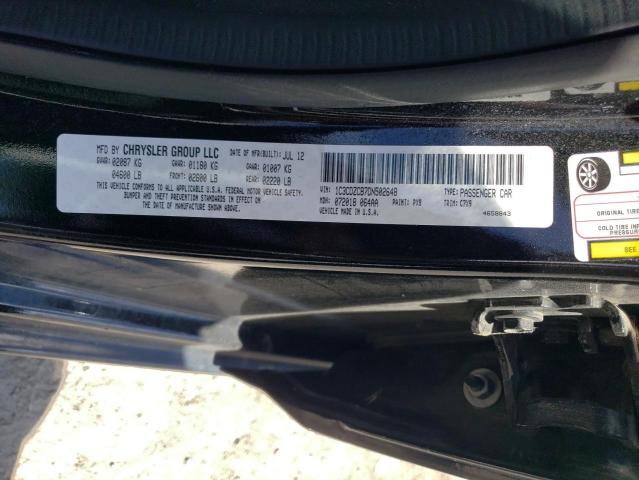 MFD BY CHRYSLER GROUP LLC DATE OF MFR(BUILT): JUL 12
GVWR: 02087 KG GAWR: 01180 KG GAWR: 01007 KG
04600 LB FRONT: 02600 LB REAR: 02220 LB
THIS VEHICLE CONFORMS TO ALL APPLICABLE U.S.A. FEDERAL MOTOR VEHICLE SAFETY,
BUMPER AND THEFT PREVENTION STANDARDS IN EFFECT
ON THE DATE OF MANUFACTURE SHOWN ABOVE.
VIN: 1C3CDZCB7DN502648 TYPE: PASSENGER CAR
MDH: 072018 064AA PAINT: PX8 TRIM: C7X9
VEHICLE MADE IN U.S.A. 4658843
ORIGINAL TIRE
COLD TIRE INF
PRESSURE
SEE